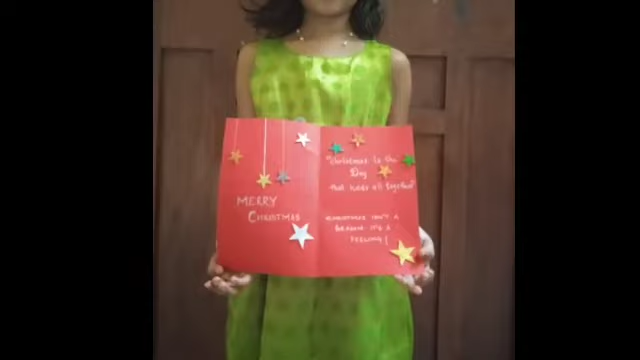 MERRY
CHRISTMAS
"Christmas is the
Day
that holds all together"
CHRISTMAS ISN'T A
SEASON IT'S A
FEELING!